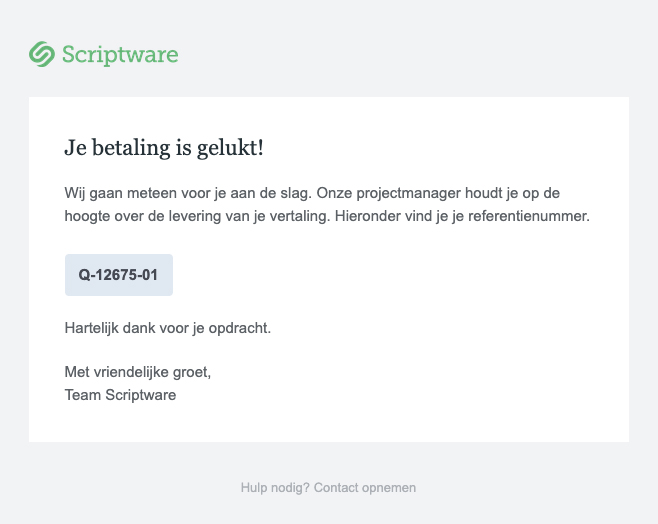 Scriptware
Je betaling is gelukt!
Wij gaan meteen voor je aan de slag. Onze projectmanager houdt je op de
hoogte over de levering van je vertaling. Hieronder vind je je referentienummer.
Q-12675-01
Hartelijk dank voor je opdracht.
Met vriendelijke groet,
Team Scriptware
Hulp nodig? Contact opnemen